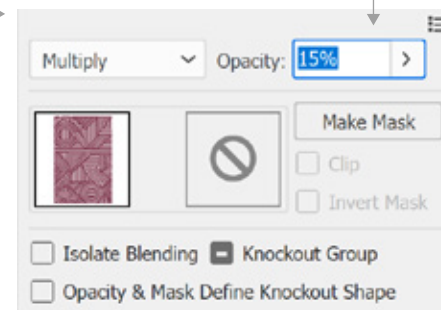 Multiply Opacity: 15%
Make Mask
Clip
Invert Mask
Isolate Blending Knockout Group
Opacity & Mask Define Knockout Shape